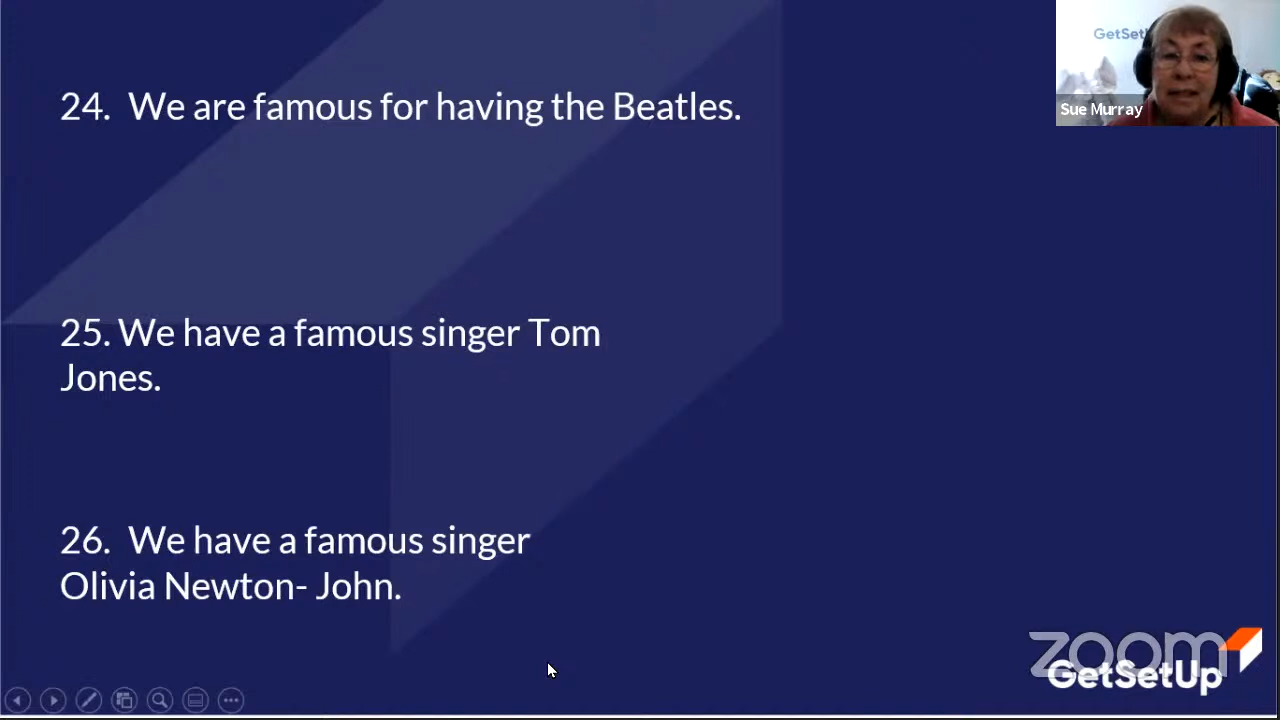 GetSetU
Sue Murray
24. We are famous for having the Beatles.
25. We have a famous singer Tom
Jones.
26. We have a famous singer
Olivia Newton- John.
zoom
GetSetUp